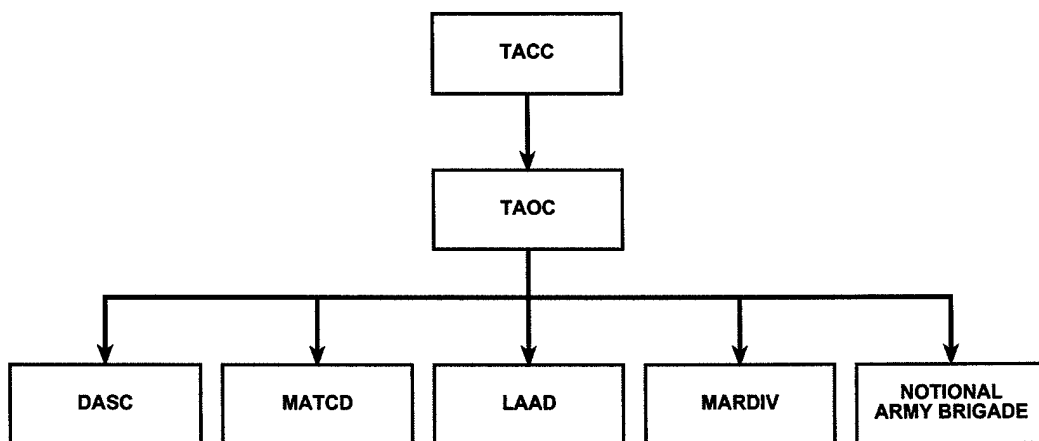 TACC
TAOC
DASC
MATCD
LAAD
MARDIV
NOTIONAL
ARMY BRIGADE